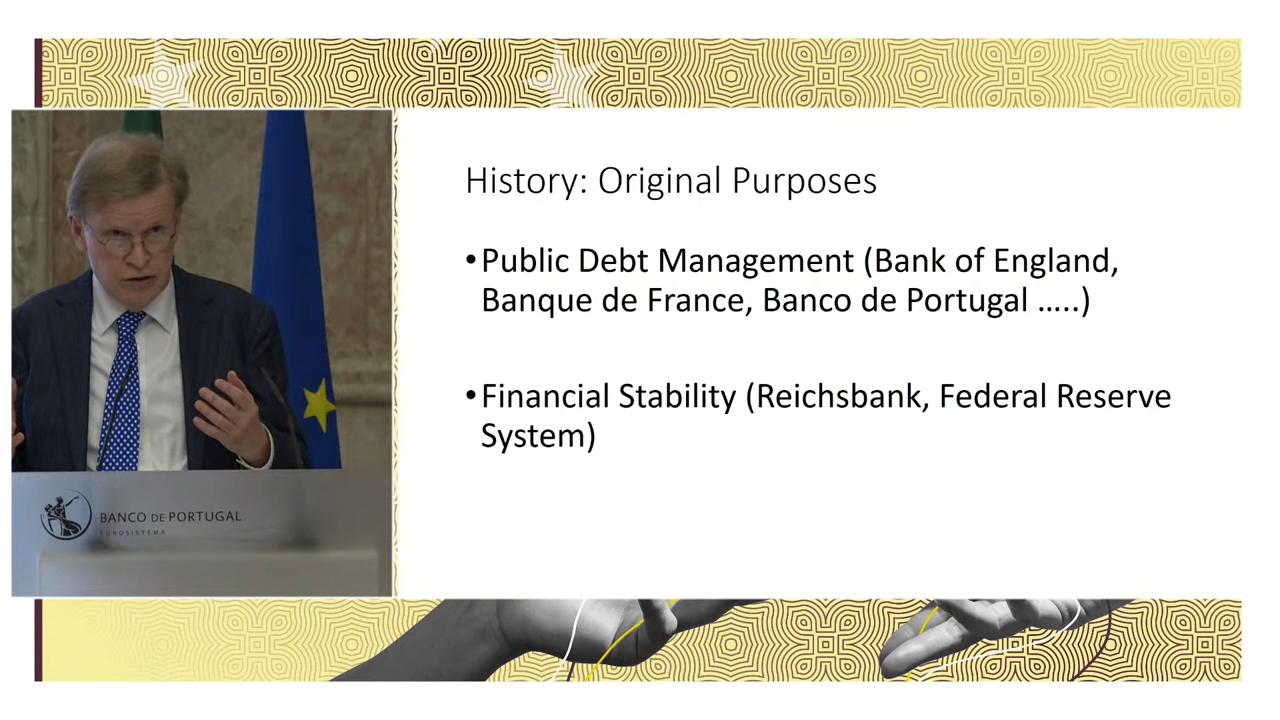 History: Original Purposes
•Public Debt Management (Bank of England,
Banque de France, Banco de Portugal …..)
•Financial Stability (Reichsbank, Federal Reserve
System)
BANCO DE PORTUGAL
EUROSISTEMA